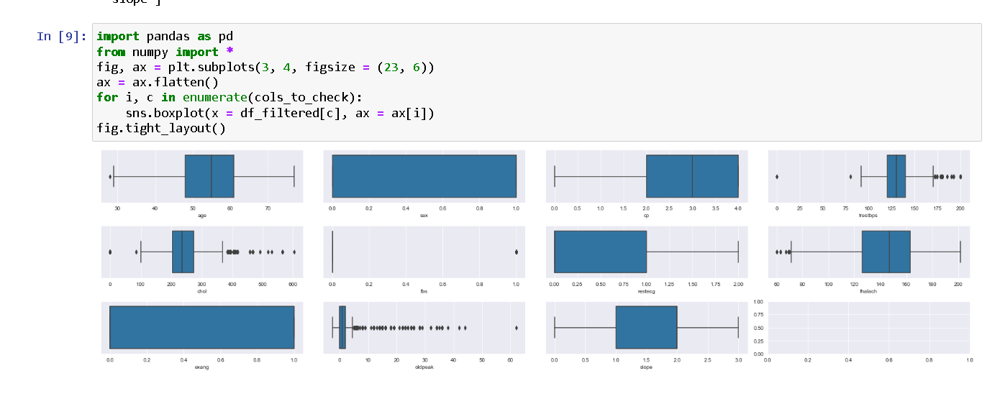 slope ]
In [9]: import pandas as pd
from numpy import *
fig, ax = plt.subplots(3, 4, figsize = (23, 6))
ax = ax.flatten()
for i, c in enumerate(cols_to_check):
    sns.boxplot(x = df_filtered[c], ax = ax[i])
fig.tight_layout()
30 40 50 60 70
age
0.0 0.2 0.4 0.6 0.8 1.0
sex
0.0 0.5 1.0 1.5 2.0 2.5 3.0 3.5 4.0
cp
0 25 50 75 100 125 150 175 200
trestbps
0 100 200 300 400 500 600
chol
0.0 0.2 0.4 0.6 0.8 1.0
fbs
0.00 0.25 0.50 0.75 1.00 1.25 1.50 1.75 2.00
restecg
60 80 100 120 140 160 180 200
thalach
0.0 0.2 0.4 0.6 0.8 1.0
exang
0 10 20 30 40 50 60
oldpeak
0.0 0.5 1.0 1.5 2.0 2.5 3.0
slope
1.00
0.75
0.50
0.25
0.00
0.0 0.2 0.4 0.6 0.8 1.0